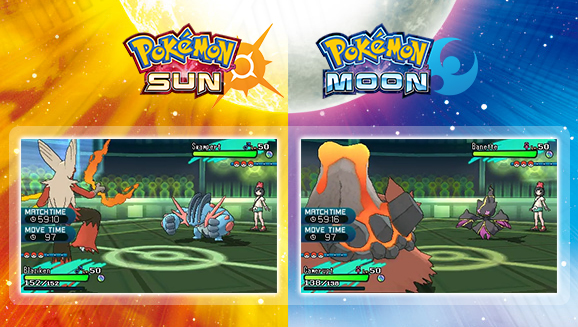 POKÉMON
SUN
POKÉMON
MOON
Swampert 50
MATCH TIME
59:10
MOVE TIME
97
Blaziken 50
152/152
Banette 50
MATCH TIME
59:16
MOVE TIME
97
Camerupt 50
138/138